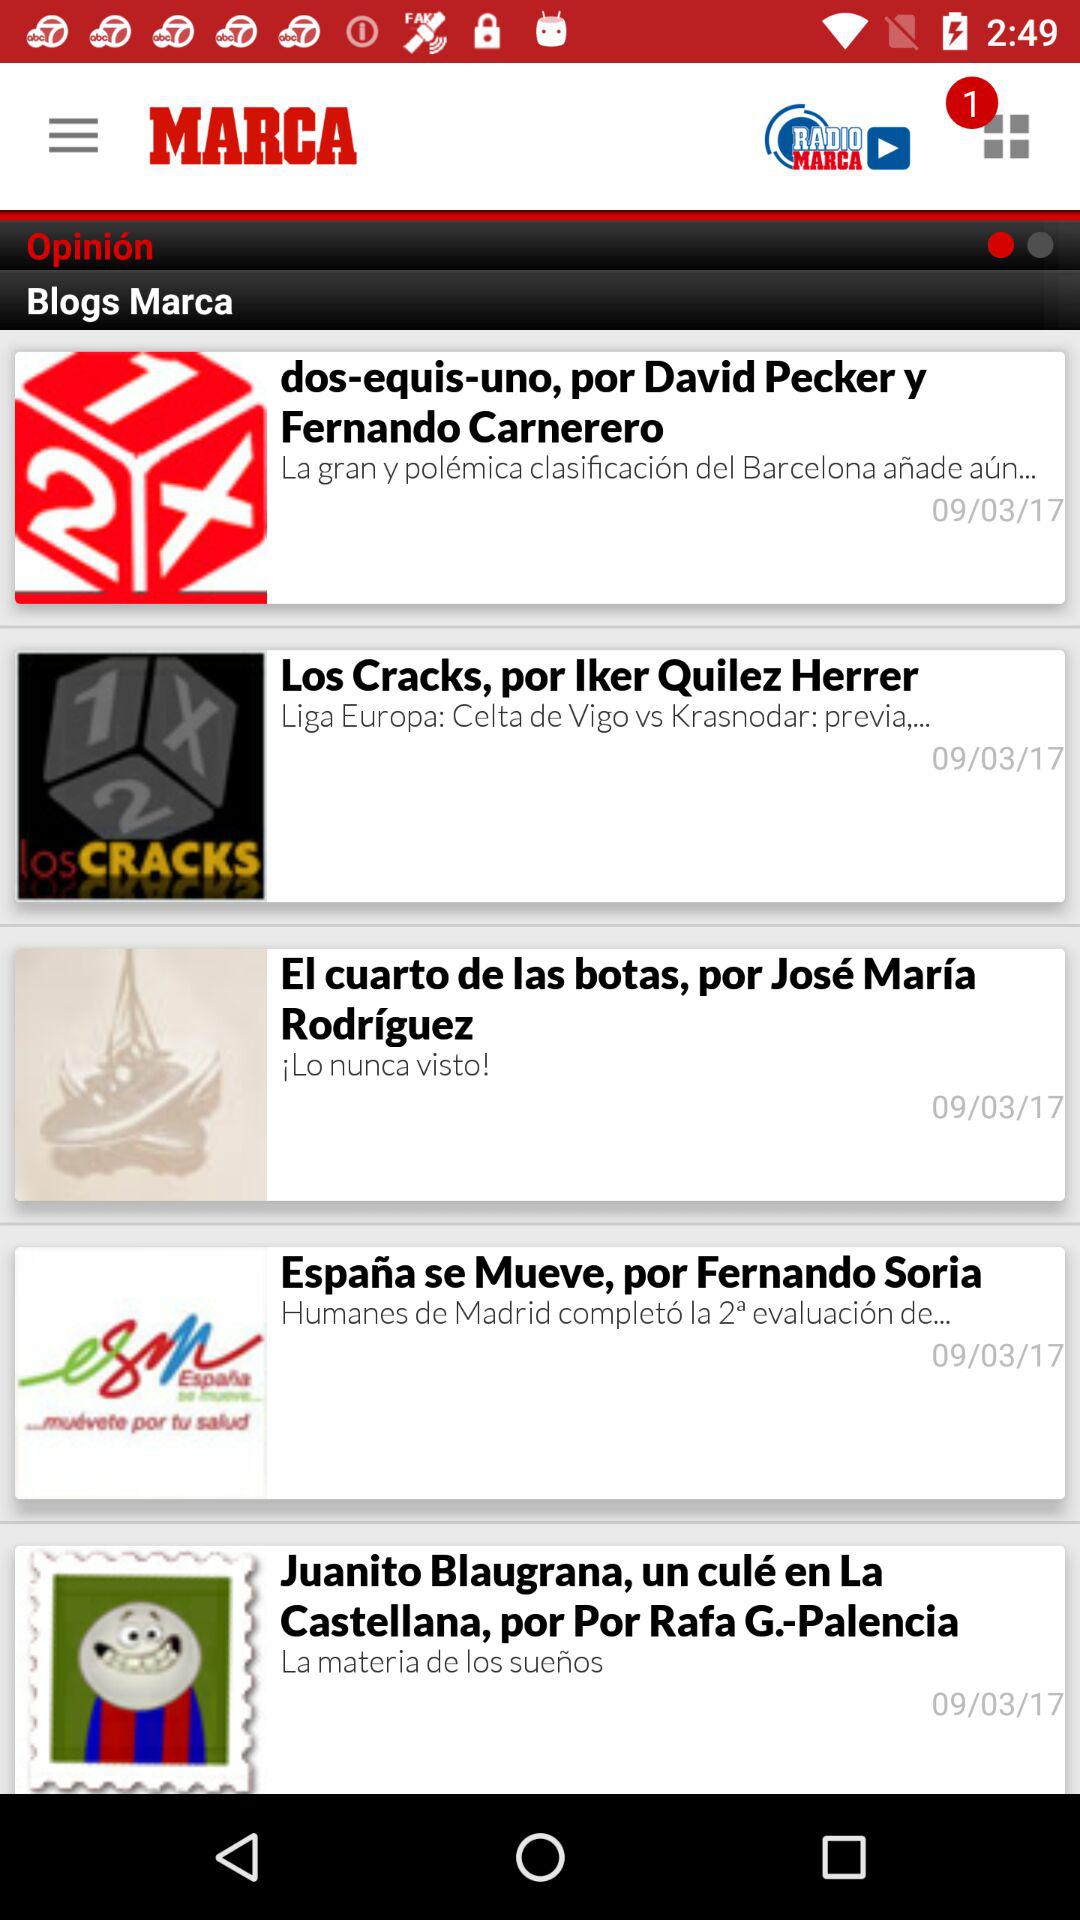 FAKE
2:49
MARCA
RADIO
MARCA
1
Opinión
Blogs Marca
1
2 X
dos-equis-uno, por David Pecker y
Fernando Carnerero
La gran y polémica clasificación del Barcelona añade aún...
09/03/17
1 X
2
losCRACKS
Los Cracks, por Iker Quilez Herrer
Liga Europa: Celta de Vigo vs Krasnodar: previa,...
09/03/17
El cuarto de las botas, por José María
Rodríguez
¡Lo nunca visto!
09/03/17
esm
España
se mueve...
...muévete por tu salud
España se Mueve, por Fernando Soria
Humanes de Madrid completó la 2ª evaluación de...
09/03/17
Juanito Blaugrana, un culé en La
Castellana, por Por Rafa G.-Palencia
La materia de los sueños
09/03/17